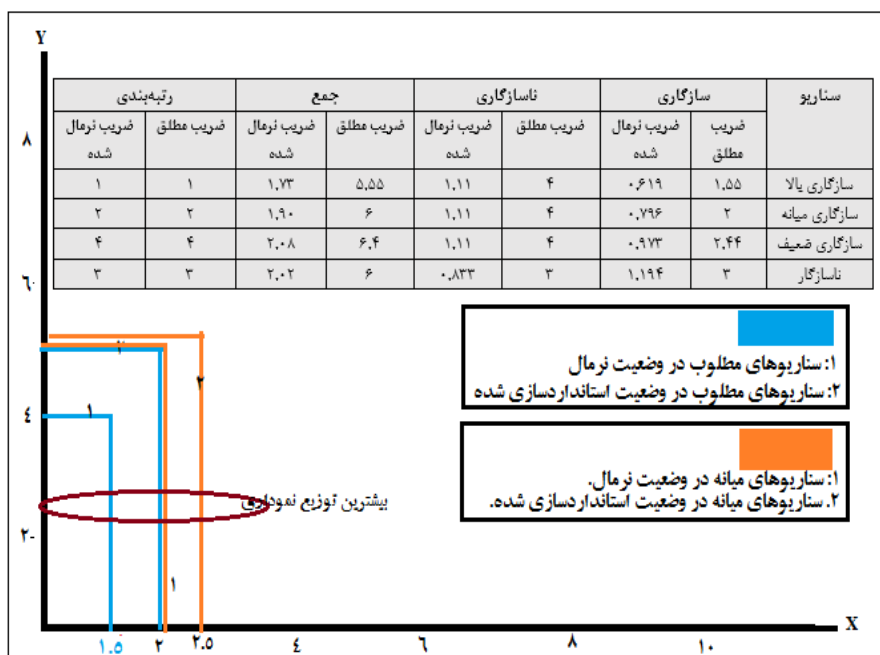 Y
سناریو سازگاری ناسازگاری جمع رتبه‌بندی
ضریب مطلق ضریب نرمال شده ضریب مطلق ضریب نرمال شده ضریب مطلق ضریب نرمال شده ضریب مطلق ضریب نرمال شده
سازگاری بالا ۱.۵۵ ۰.۶۱۹ ۴ ۱.۱۱ ۵.۵۵ ۱.۷۳ ۱ ۱
سازگاری میانه ۲ ۰.۷۹۶ ۴ ۱.۱۱ ۶ ۱.۹۰ ۲ ۲
سازگاری ضعیف ۲.۴۴ ۰.۹۷۳ ۴ ۱.۱۱ ۶.۴ ۲.۰۸ ۴ ۴
ناسازگار ۳ ۱.۱۹۴ ۳ ۰.۸۳۳ ۶ ۲.۰۲ ۳ ۳
۸
٦
٤
۲
۱: سناریوهای مطلوب در وضعیت نرمال
۲: سناریوهای مطلوب در وضعیت استانداردسازی شده
۱: سناریوهای میانه در وضعیت نرمال.
۲. سناریوهای میانه در وضعیت استانداردسازی شده.
۲
۱
بیشترین توزیع نموداری
۱
X
۱.۵ ۲ ۲.۵ ٤ ٦ ۸ ۱۰